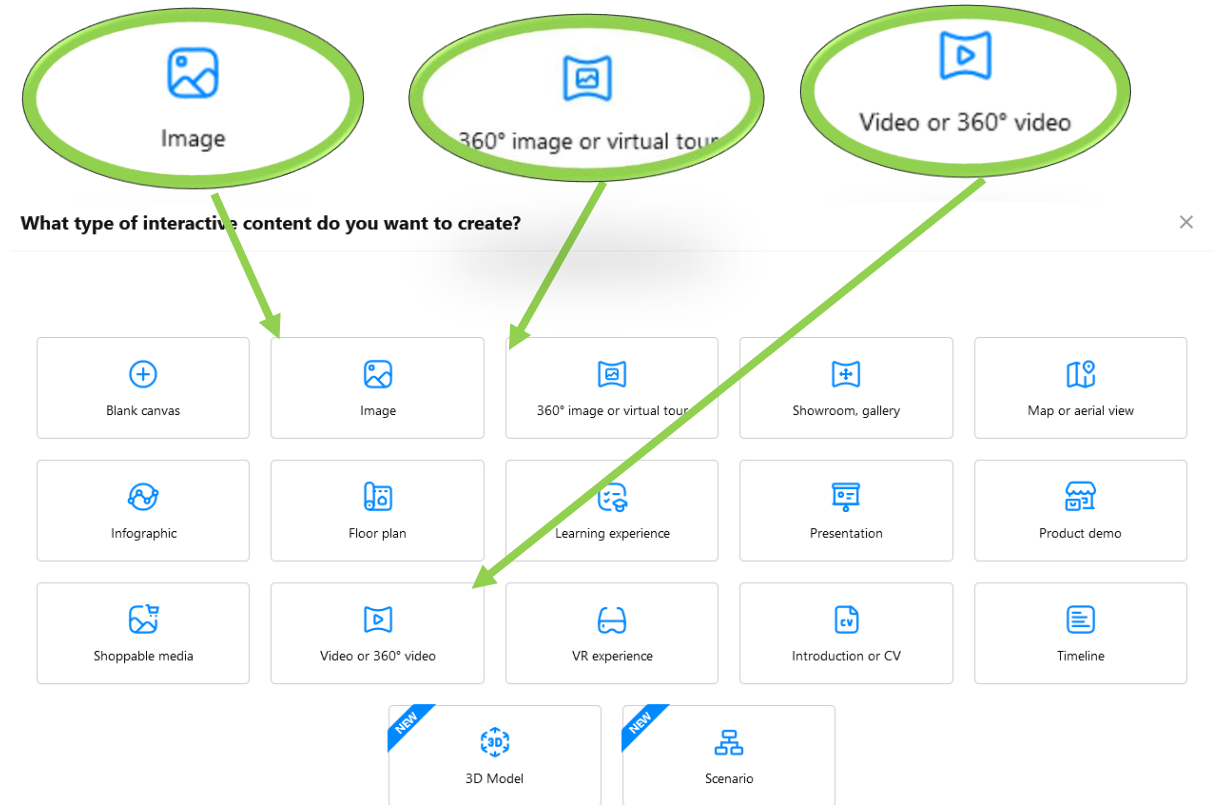 Image
360° image or virtual tour
Video or 360° video
What type of interactive content do you want to create?
Blank canvas
Image
360° image or virtual tour
Showroom, gallery
Map or aerial view
Infographic
Floor plan
Learning experience
Presentation
Product demo
Shoppable media
Video or 360° video
VR experience
CV
Introduction or CV
Timeline
NEW
3D
3D Model
NEW
Scenario